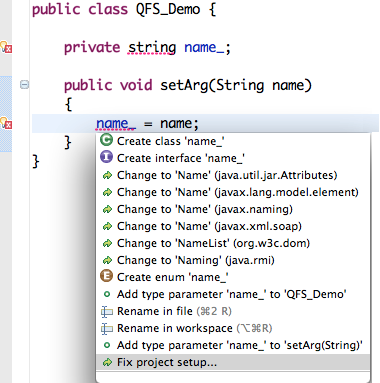 public class QFS_Demo {
private string name_;
public void setArg(String name)
{
name_ = name;
}
}
Create class 'name_'
Create interface 'name_'
Change to 'Name' (java.util.jar.Attributes)
Change to 'Name' (javax.lang.model.element)
Change to 'Name' (javax.naming)
Change to 'Name' (javax.xml.soap)
Change to 'NameList' (org.w3c.dom)
Change to 'Naming' (java.rmi)
Create enum 'name_'
Add type parameter 'name_' to 'QFS_Demo'
Rename in file (⌘2 R)
Rename in workspace (⌥⌘R)
Add type parameter 'name_' to 'setArg(String)'
Fix project setup...